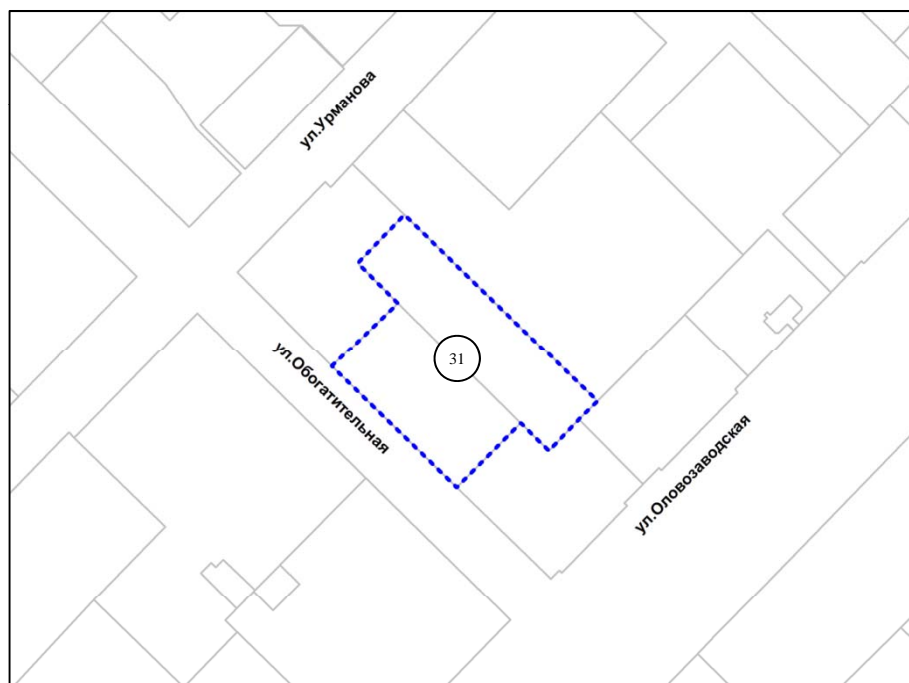 ул.Урманова
31
ул.Обогатительная
ул.Оловозаводская